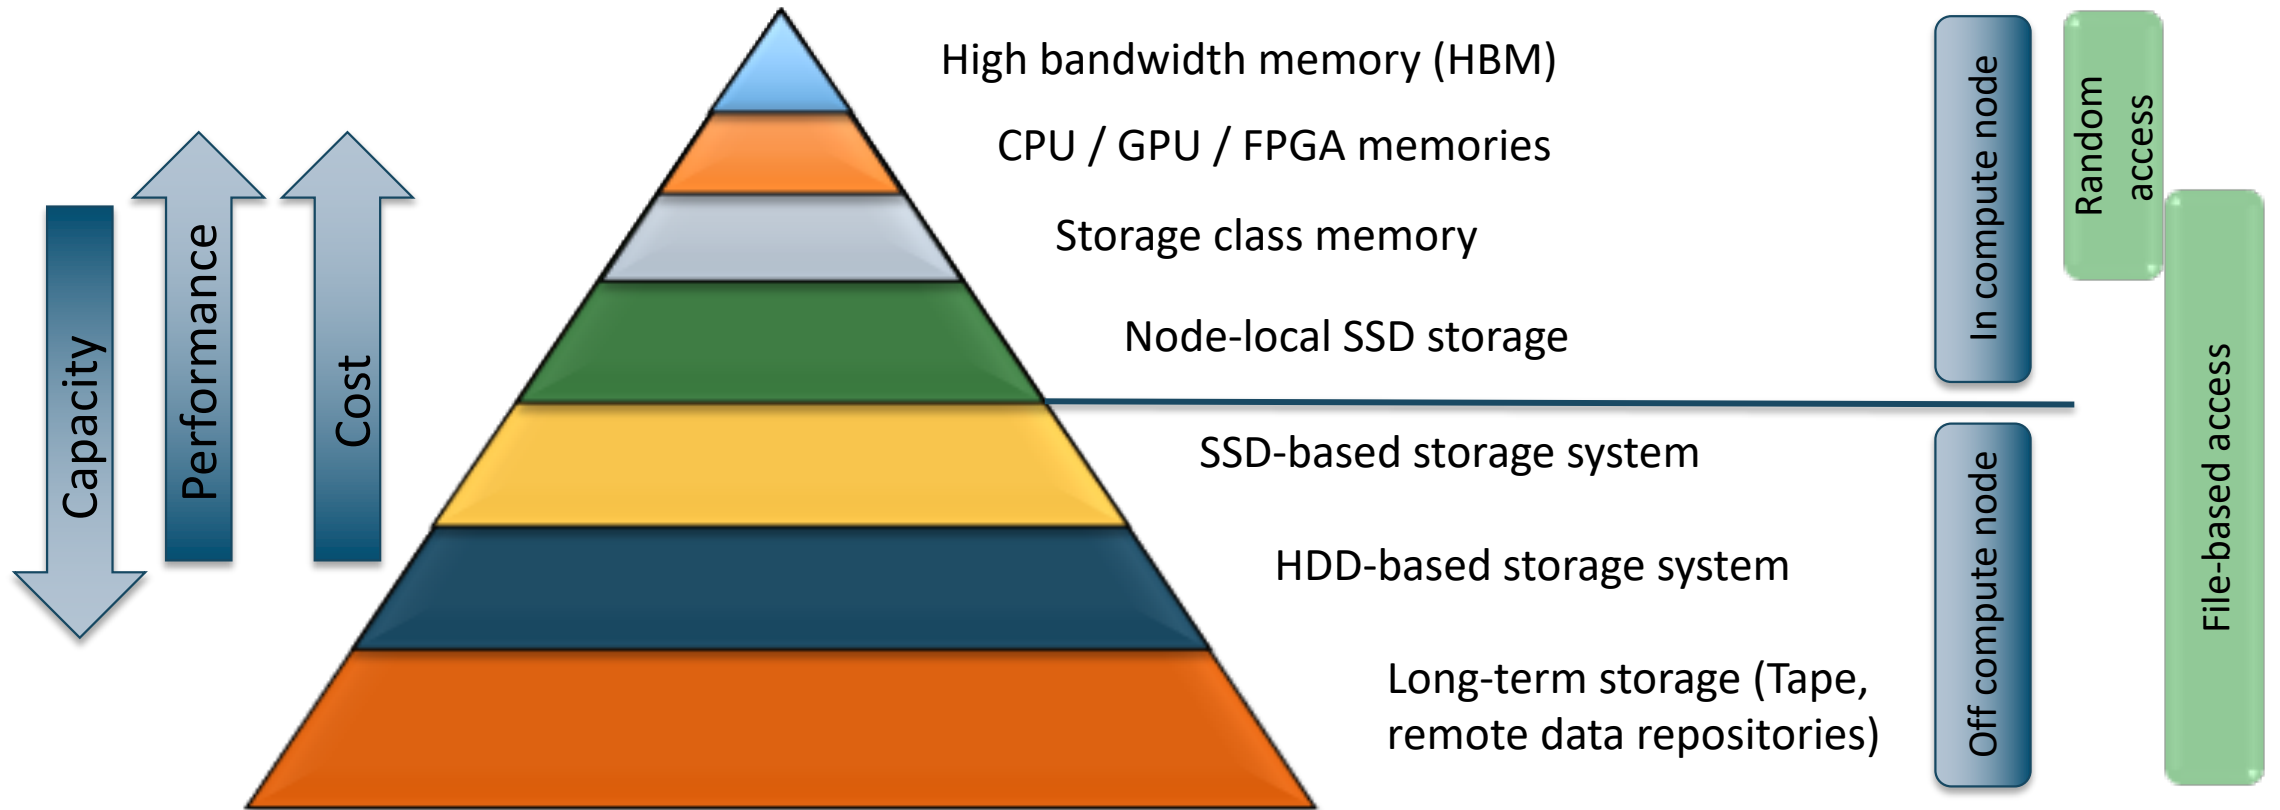 High bandwidth memory (HBM)
CPU / GPU / FPGA memories
Storage class memory
Node-local SSD storage
SSD-based storage system
HDD-based storage system
Long-term storage (Tape,
remote data repositories)
Capacity
Performance
Cost
In compute node
Off compute node
Random
access
File-based access